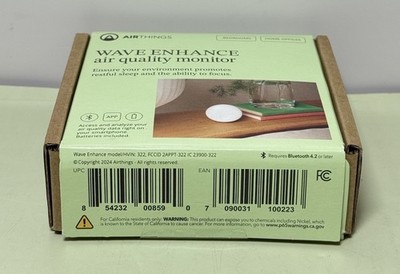 AIRTHINGS
WAVE ENHANCE
air quality monitor
Ensure your environment promotes
restful sleep and the ability to focus.
APP
Access and analyze your
air quality data right on
your smartphone
Batteries included
Wave Enhance model/HVIN: 322, FCCID 2APPT-322 IC 23900-322
© Copyright 2024 Airthings - All rights reserved.
Requires Bluetooth 4.2 or later
UPC
EAN
FC
8 54232 00859 0
7 090031 100223
For California residents only: WARNING: This product can expose you to chemicals including Nickel, which
is known to the State of California to cause cancer. For more information, go to www.p65warnings.ca.gov